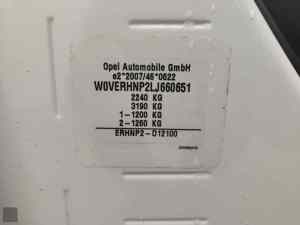 Opel Automobile GmbH
e2*2007/46*0622
W0VERHNP2LJ660651
2240 KG
3190 KG
1-1200 KG
2-1260 KG
ERHNP2-D12100